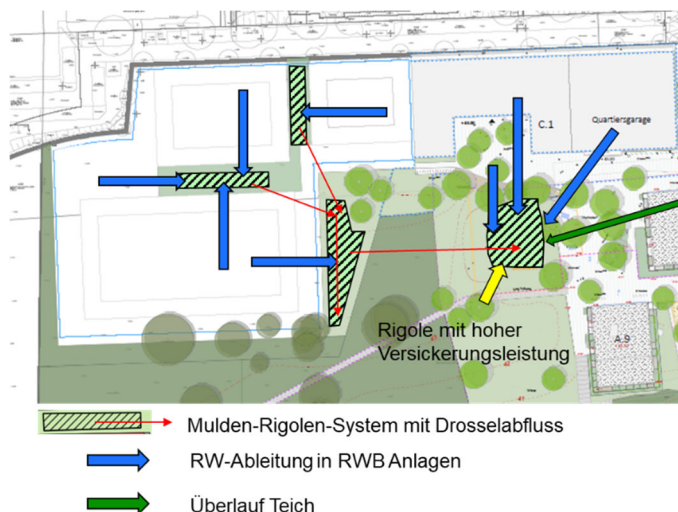 C.1
Quartiersgarage
Rigole mit hoher
Versickerungsleistung
A.9
Mulden-Rigolen-System mit Drosselabfluss
RW-Ableitung in RWB Anlagen
Überlauf Teich